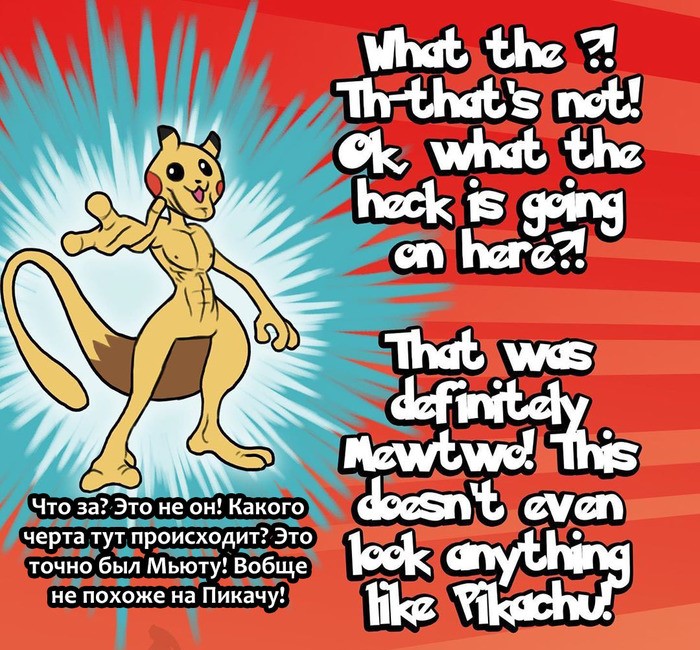 What the ?!
Th-that's not!
Ok, what the
heck is going
on here?!
That was
definitely
Mewtwo! This
doesn't even
look anything
like Pikachu!
Что за? Это не он! Какого
черта тут происходит? Это
точно был Мьюту! Вобще
не похоже на Пикачу!